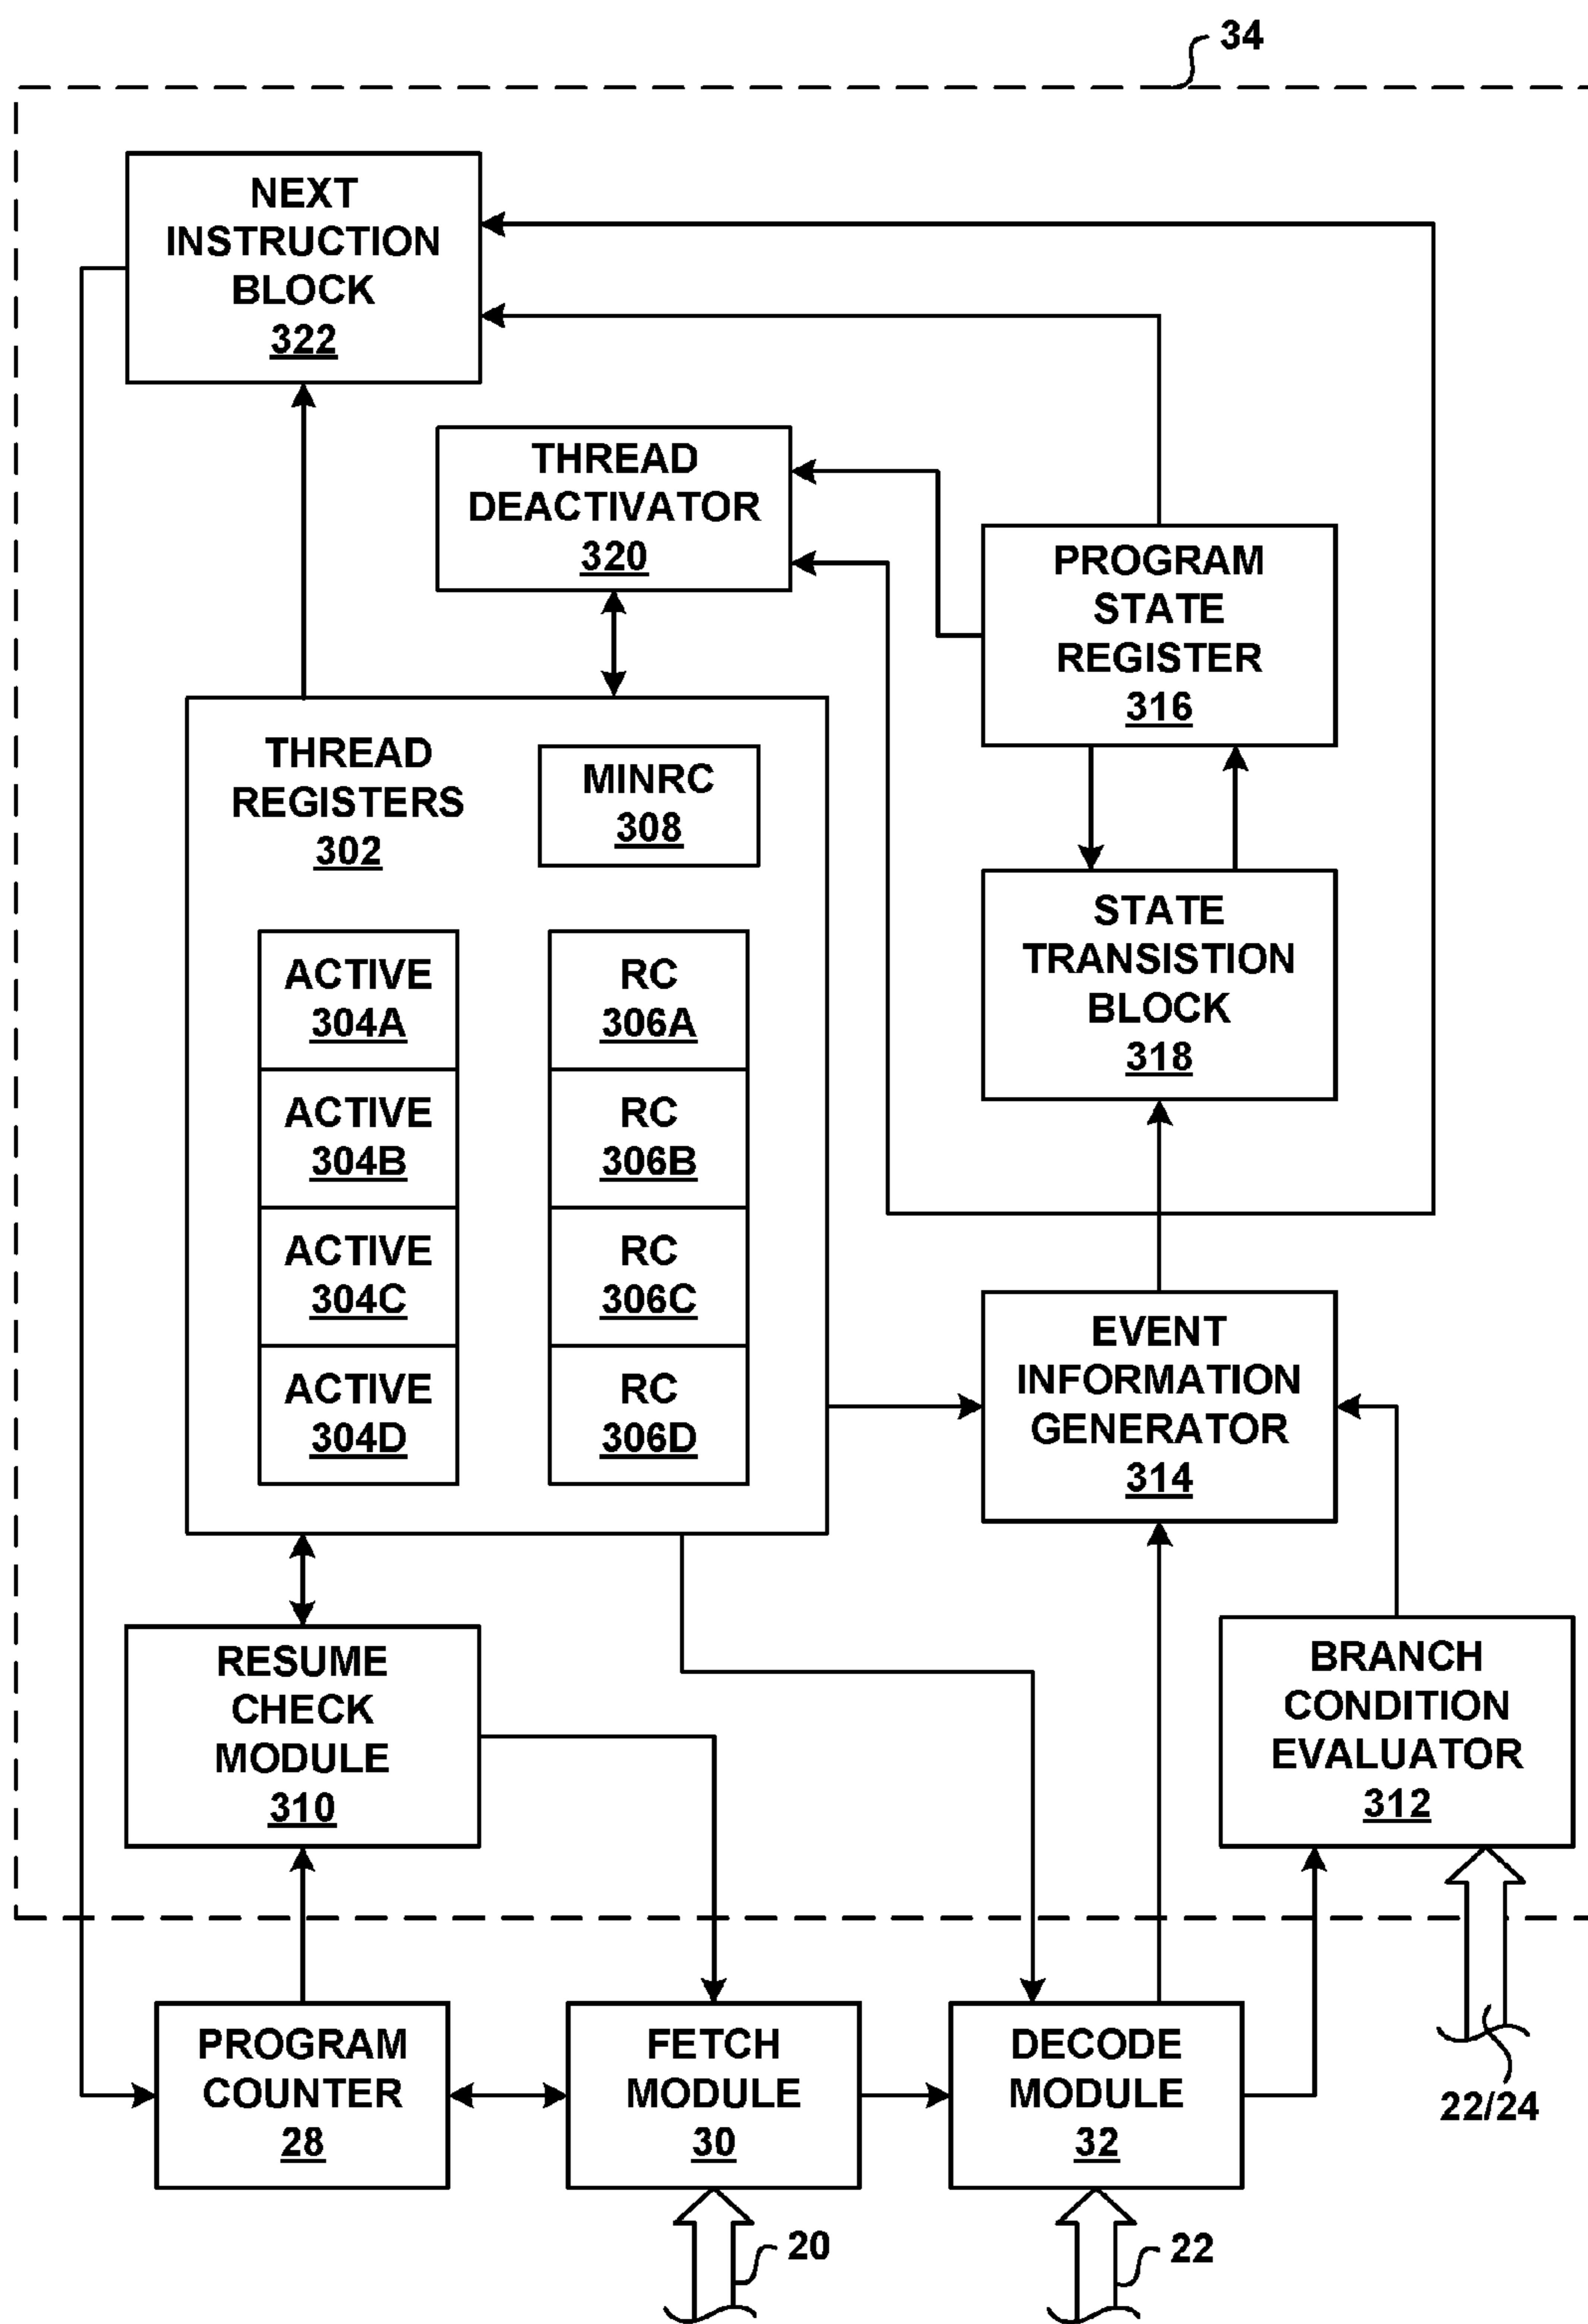 34
NEXT
INSTRUCTION
BLOCK
322
THREAD
DEACTIVATOR
320
PROGRAM
STATE
REGISTER
316
THREAD
REGISTERS
302
MINRC
308
STATE
TRANSISTION
BLOCK
318
ACTIVE
304A
RC
306A
ACTIVE
304B
RC
306B
ACTIVE
304C
RC
306C
ACTIVE
304D
RC
306D
EVENT
INFORMATION
GENERATOR
314
RESUME
CHECK
MODULE
310
BRANCH
CONDITION
EVALUATOR
312
PROGRAM
COUNTER
28
FETCH
MODULE
30
DECODE
MODULE
32
22/24
20
22